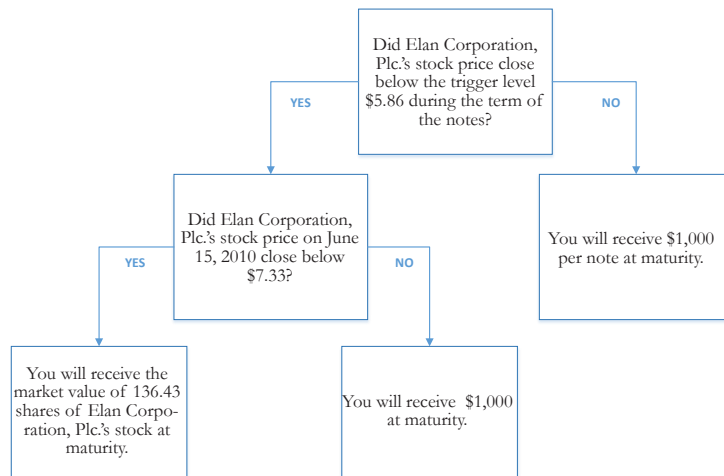 Did Elan Corporation,
Plc.'s stock price close
below the trigger level
$5.86 during the term of
the notes?
YES
NO
Did Elan Corporation,
Plc.'s stock price on June
15, 2010 close below
$7.33?
You will receive $1,000
per note at maturity.
YES
NO
You will receive the
market value of 136.43
shares of Elan Corpo-
ration, Plc.'s stock at
maturity.
You will receive $1,000
at maturity.